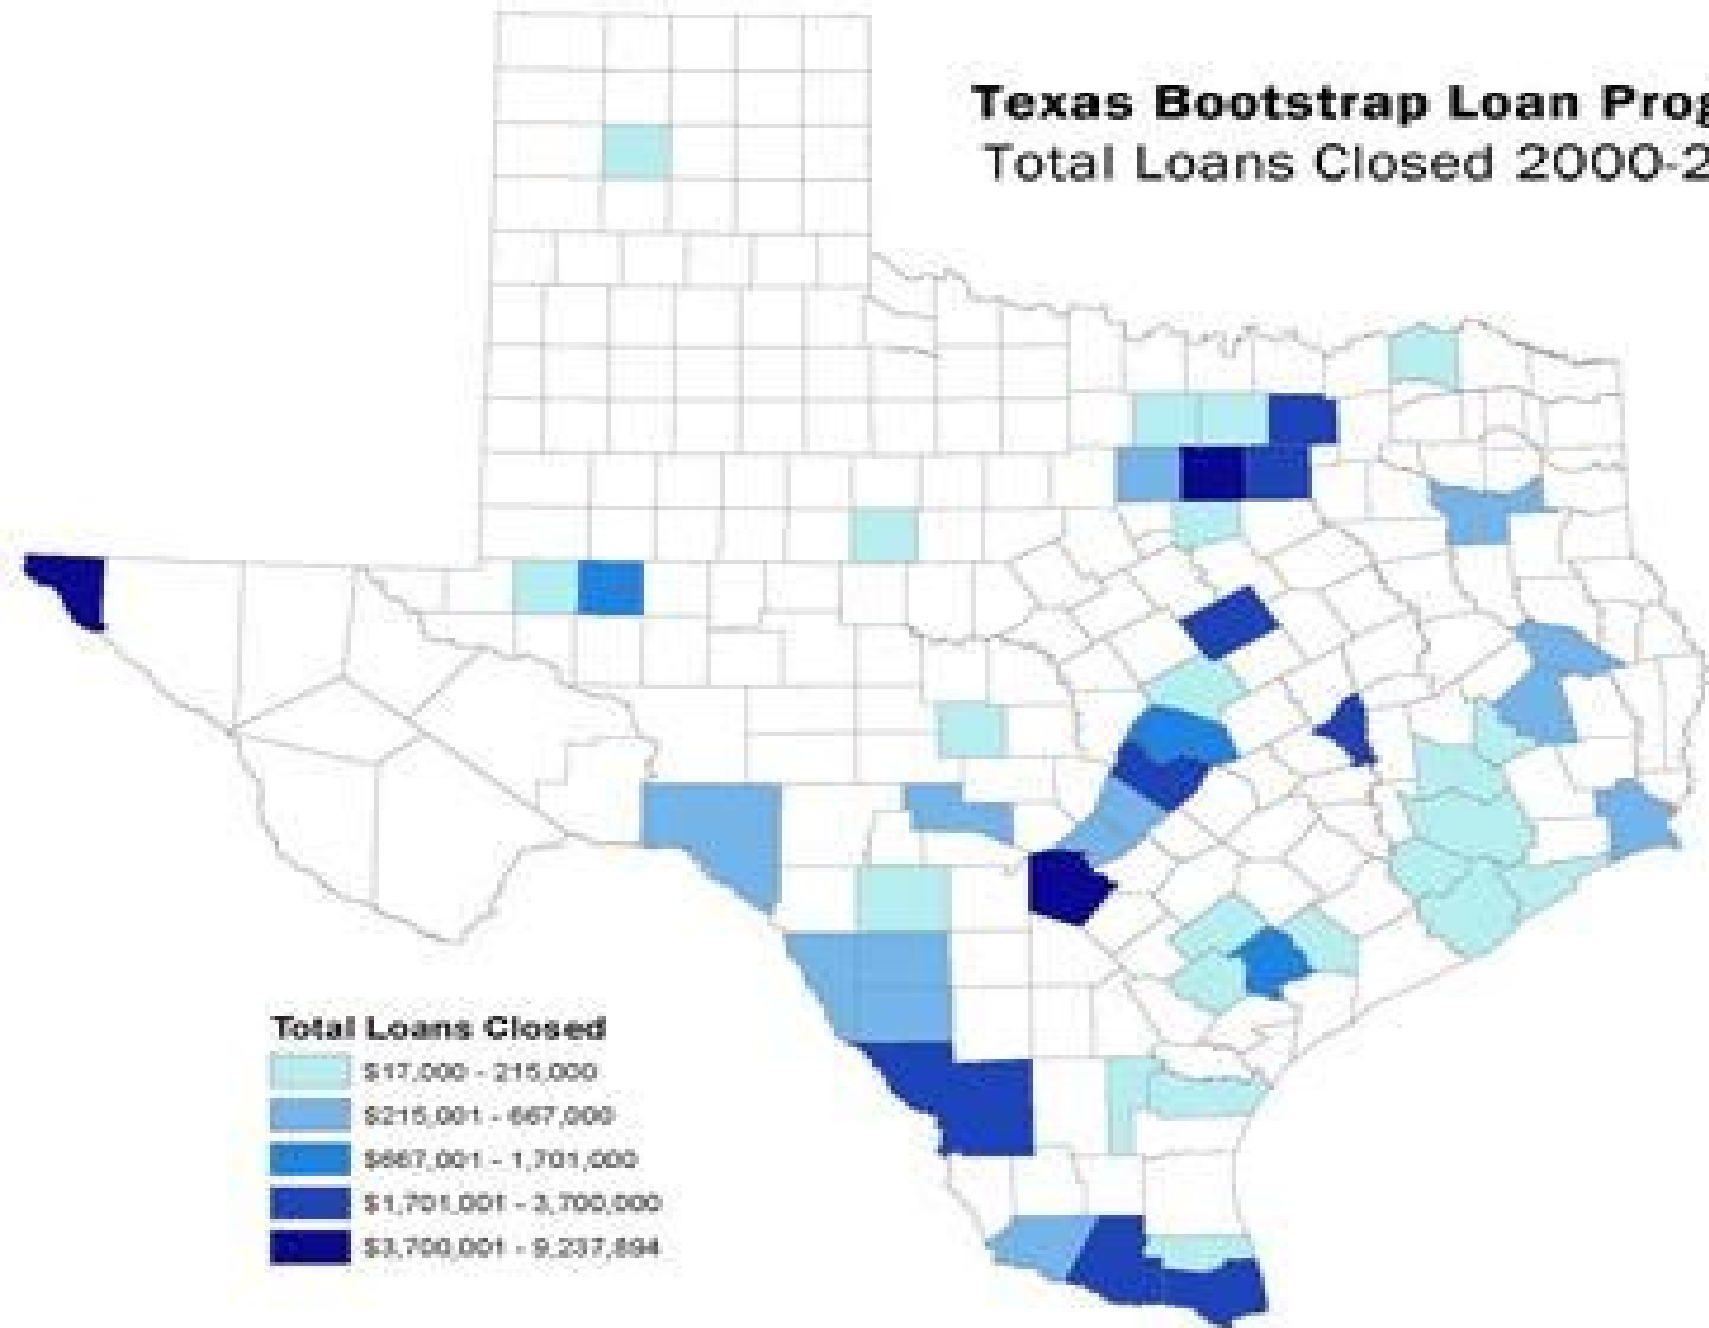 Texas Bootstrap Loan Prog
Total Loans Closed 2000-2
Total Loans Closed
$17,000 - 215,000
$215,001 - 667,000
$667,001 - 1,701,000
$1,701,001 - 3,700,000
$3,700,001 - 9,237,894